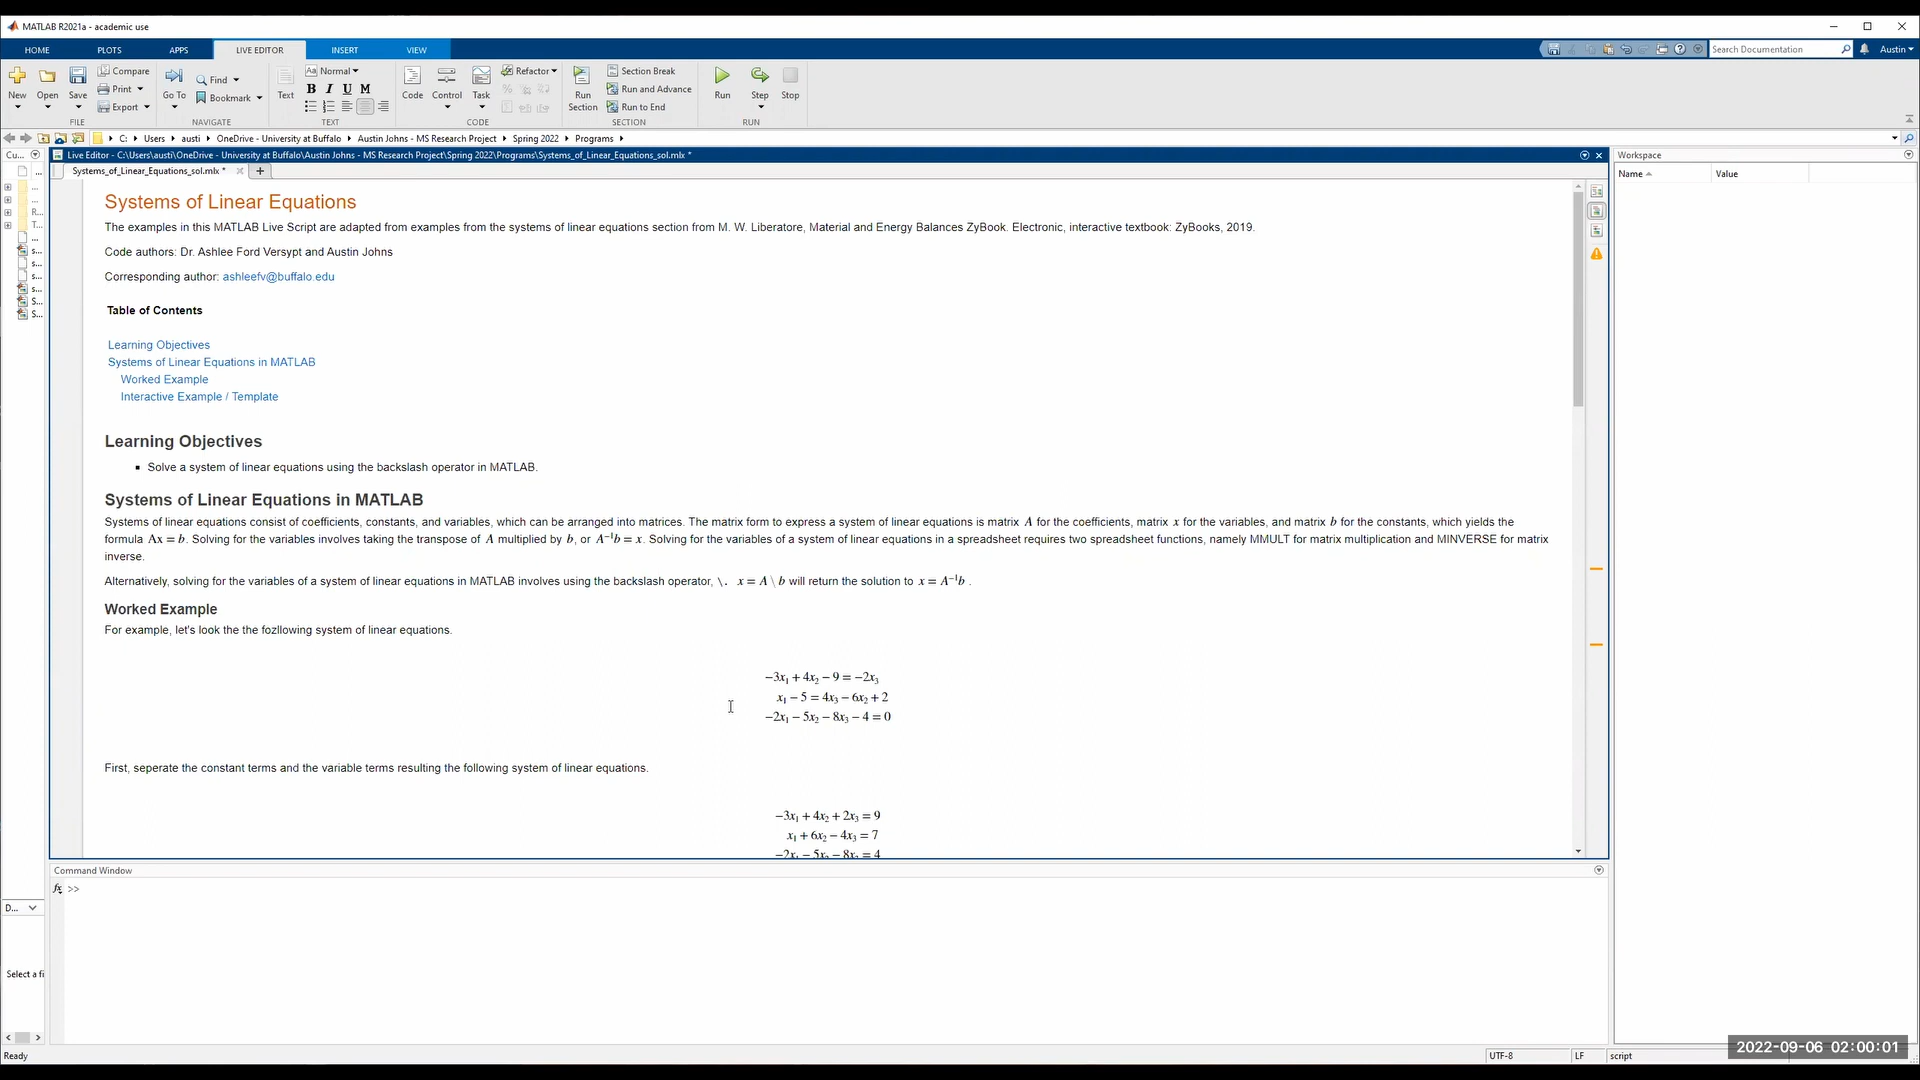 MATLAB R2021a - academic use
HOME PLOTS APPS LIVE EDITOR INSERT VIEW
Search Documentation
Austin
New Open Save
Compare
Print
Export
FILE
Go To
Find
Bookmark
NAVIGATE
Text
Aa Normal
B I U M
TEXT
Code Control Task
Refactor
CODE
Run Section
Section Break
Run and Advance
Run to End
SECTION
Run Step Stop
RUN
C: Users austi OneDrive - University at Buffalo Austin Johns - MS Research Project Spring 2022 Programs
Cu...
Live Editor - C:\Users\austi\OneDrive - University at Buffalo\Austin Johns - MS Research Project\Spring 2022\Programs\Systems_of_Linear_Equations_sol.mlx *
Systems_of_Linear_Equations_sol.mlx *
Workspace
Name Value
Systems of Linear Equations
The examples in this MATLAB Live Script are adapted from examples from the systems of linear equations section from M. W. Liberatore, Material and Energy Balances ZyBook. Electronic, interactive textbook: ZyBooks, 2019.
Code authors: Dr. Ashlee Ford Versypt and Austin Johns
Corresponding author: ashleefv@buffalo.edu
Table of Contents
Learning Objectives
Systems of Linear Equations in MATLAB
Worked Example
Interactive Example / Template
Learning Objectives
▪ Solve a system of linear equations using the backslash operator in MATLAB.
Systems of Linear Equations in MATLAB
Systems of linear equations consist of coefficients, constants, and variables, which can be arranged into matrices. The matrix form to express a system of linear equations is matrix A for the coefficients, matrix x for the variables, and matrix b for the constants, which yields the
formula Ax = b. Solving for the variables involves taking the transpose of A multiplied by b, or A⁻¹b = x. Solving for the variables of a system of linear equations in a spreadsheet requires two spreadsheet functions, namely MMULT for matrix multiplication and MINVERSE for matrix
inverse.
Alternatively, solving for the variables of a system of linear equations in MATLAB involves using the backslash operator, \. x = A \ b will return the solution to x = A⁻¹b .
Worked Example
For example, let's look the the fozllowing system of linear equations.
−3x₁ + 4x₂ − 9 = −2x₃
x₁ − 5 = 4x₃ − 6x₂ + 2
−2x₁ − 5x₂ − 8x₃ − 4 = 0
First, seperate the constant terms and the variable terms resulting the following system of linear equations.
−3x₁ + 4x₂ + 2x₃ = 9
x₁ + 6x₂ − 4x₃ = 7
−2x₁ − 5x₂ − 8x₃ = 4
Command Window
fx >>
D...
Select a fi
Ready
UTF-8 LF script
2022-09-06 02:00:01